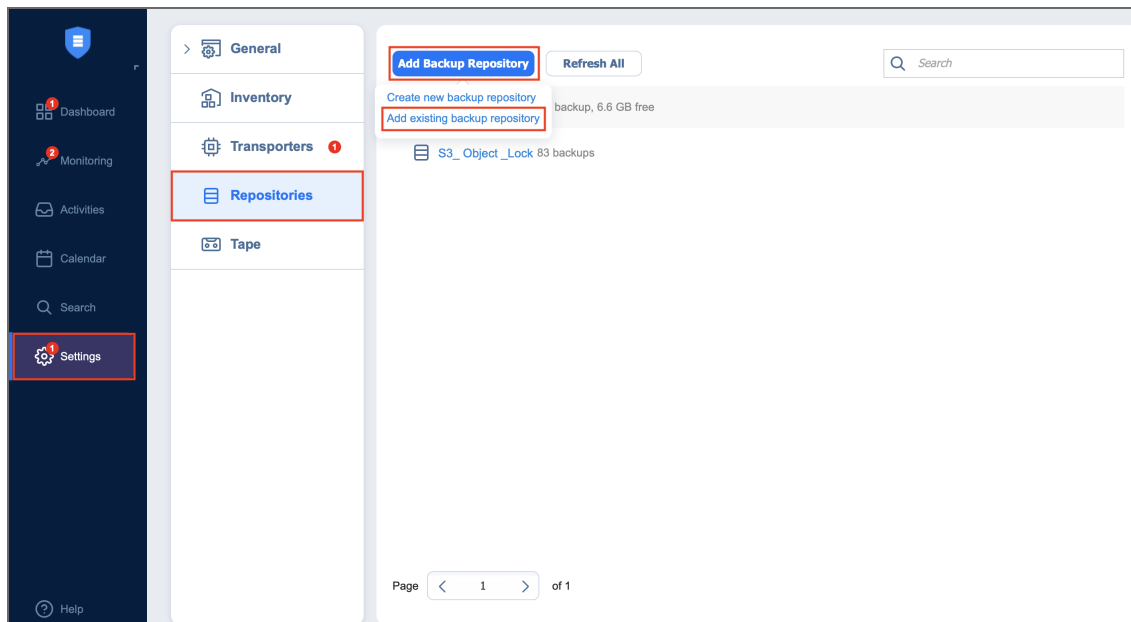 Dashboard
1
Monitoring
2
Activities
Calendar
Search
Settings
1
Help
General
Inventory
Transporters 1
Repositories
Tape
Add Backup Repository Refresh All Search
Create new backup repository
Add existing backup repository
backup, 6.6 GB free
S3_ Object _Lock 83 backups
Page 1 of 1